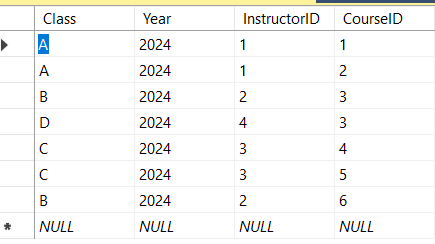 Class Year InstructorID CourseID
A 2024 1 1
A 2024 1 2
B 2024 2 3
D 2024 4 3
C 2024 3 4
C 2024 3 5
B 2024 2 6
* NULL NULL NULL NULL